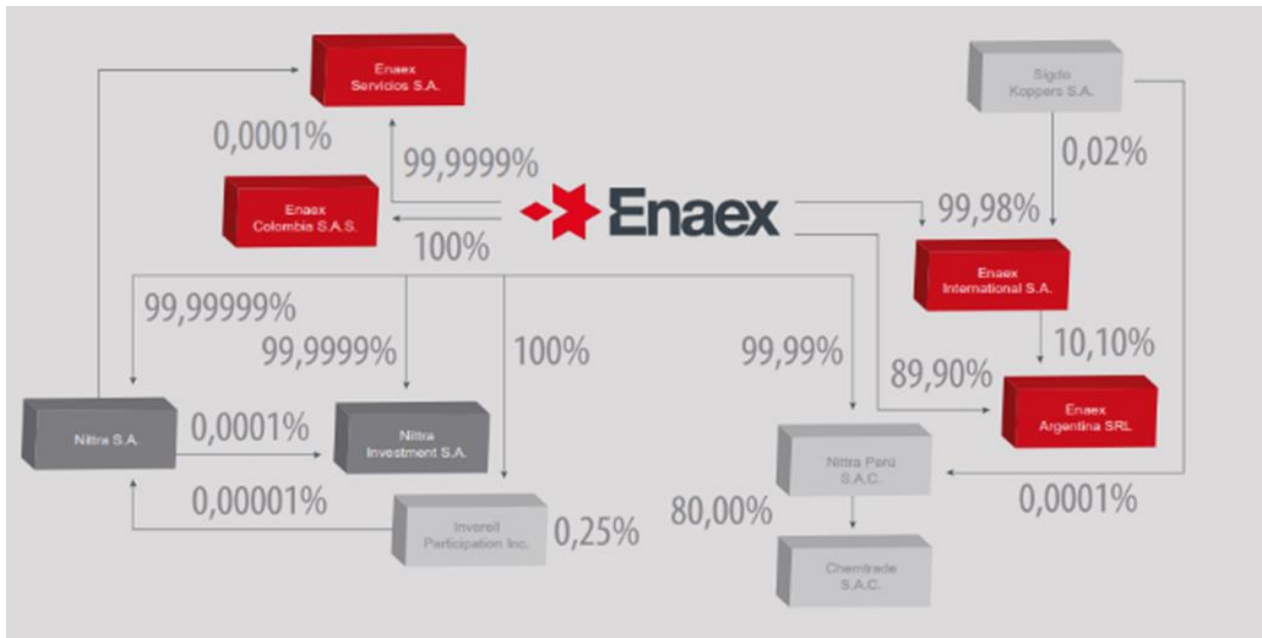 Enaex
Servicios S.A.
Sigdo
Koppers S.A.
0,0001%
99,9999%
0,02%
Enaex
Colombia S.A.S.
Enaex
99,98%
100%
Enaex
International S.A.
99,99999%
99,9999%
100%
99,99%
10,10%
89,90%
Enaex
Argentina SRL
Nittra S.A.
0,0001%
Nittra
Investment S.A.
Nittra Perú
S.A.C.
0,00001%
Invereil
Participation Inc.
0,25%
80,00%
0,0001%
Chemtrade
S.A.C.